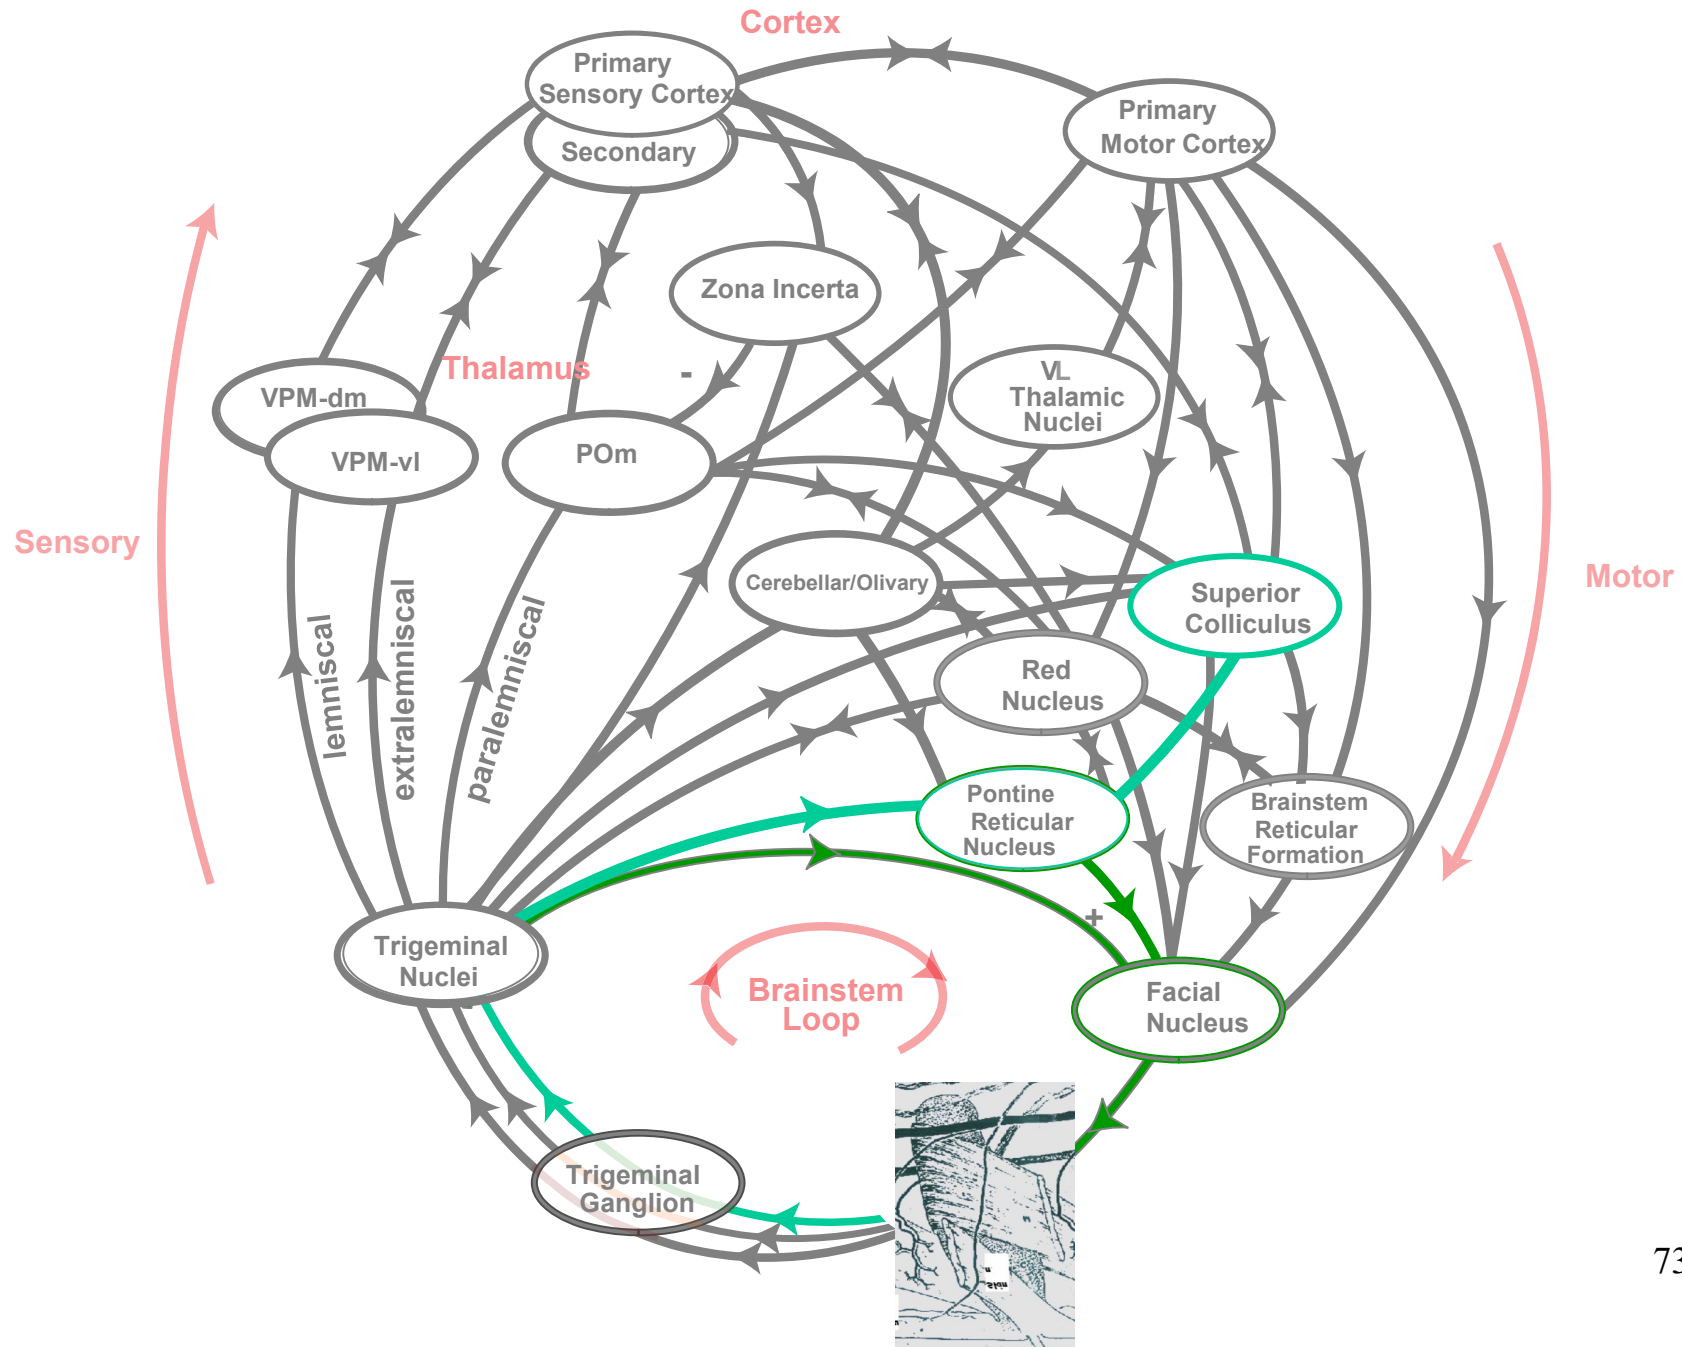 Cortex
Primary
Sensory Cortex
Secondary
Primary
Motor Cortex
Zona Incerta
Thalamus
-
VL
Thalamic
Nuclei
VPM-dm
VPM-vl
POm
Sensory
Motor
Cerebellar/Olivary
Superior
Colliculus
lemniscal
extralemniscal
paralemniscal
Red
Nucleus
Pontine
Reticular
Nucleus
Brainstem
Reticular
Formation
+
Trigeminal
Nuclei
Brainstem
Loop
Facial
Nucleus
Trigeminal
Ganglion
73